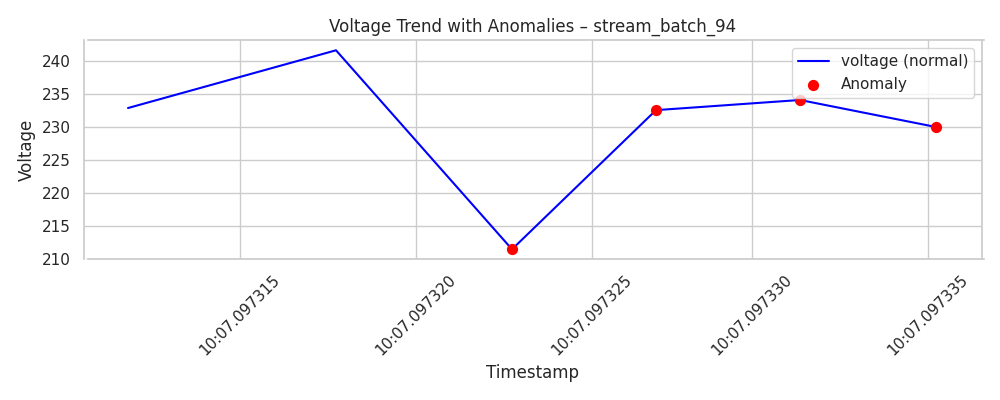 Voltage Trend with Anomalies – stream_batch_94
voltage (normal)
Anomaly
Voltage
240
235
230
225
220
215
210
10:07.097315
10:07.097320
10:07.097325
10:07.097330
10:07.097335
Timestamp